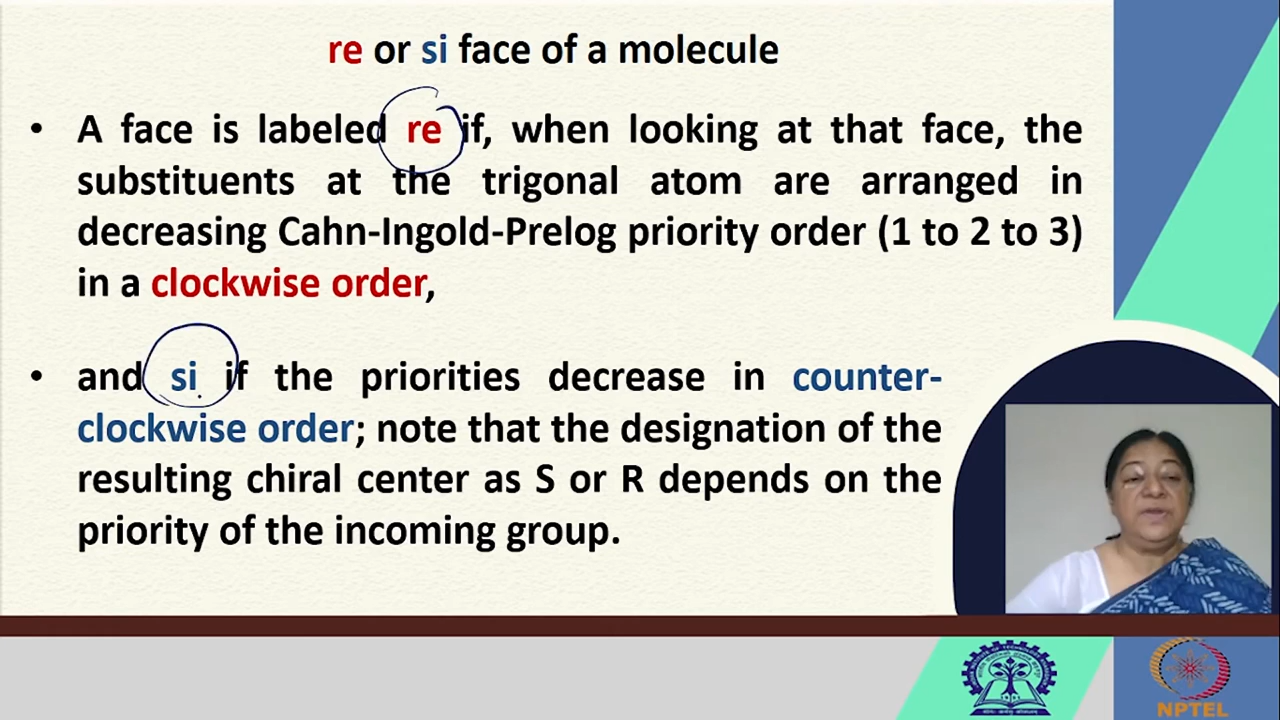 re or si face of a molecule
• A face is labeled re if, when looking at that face, the
substituents at the trigonal atom are arranged in
decreasing Cahn-Ingold-Prelog priority order (1 to 2 to 3)
in a clockwise order,
• and si if the priorities decrease in counter-
clockwise order; note that the designation of the
resulting chiral center as S or R depends on the
priority of the incoming group.
NPTEL